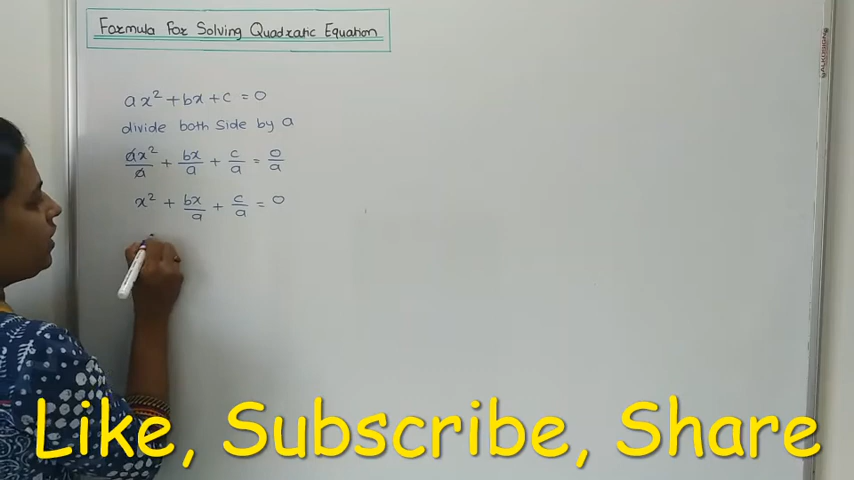 Formula For Solving Quadratic Equation
ax² + bx + c = 0
divide both side by a
ax²/a + bx/a + c/a = 0/a
x² + bx/a + c/a = 0
Like, Subscribe, Share